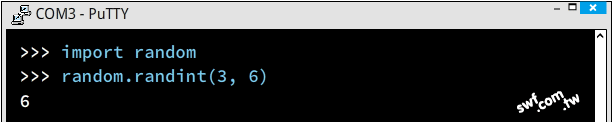 COM3 - PuTTY
>>> import random
>>> random.randint(3, 6)
6
swf.com.tw